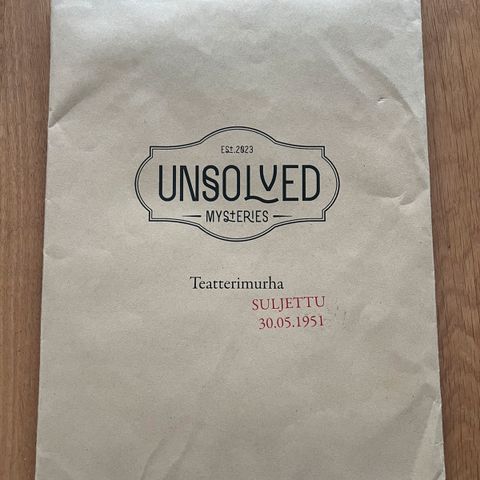 Est.2023
UNSOLVED
MYSTERIES
Teatterimurha
SULJETTU
30.05.1951